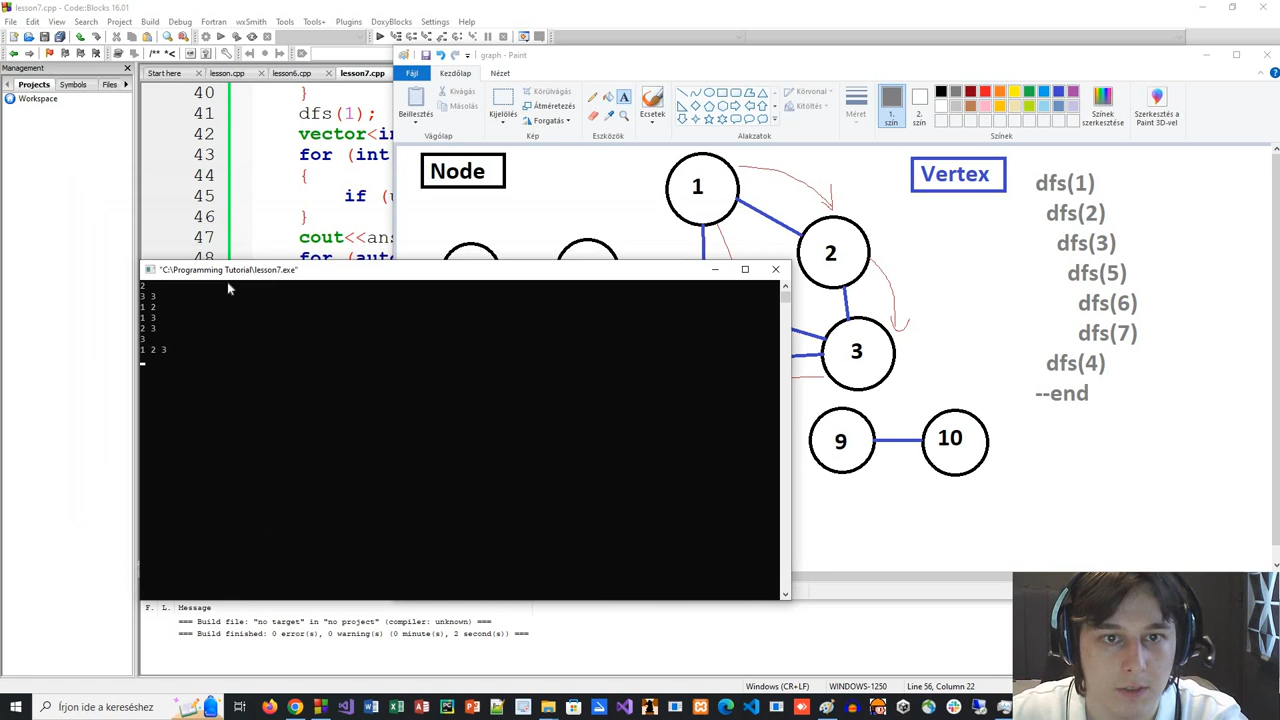 lesson7.cpp - Code::Blocks 16.01
File Edit View Search Project Build Debug Fortran wxSmith Tools Tools+ Plugins DoxyBlocks Settings Help
Management
Projects Symbols Files
Workspace
Start here lesson.cpp lesson6.cpp lesson7.cpp
40 }
41 dfs(1);
42 vector<in
43 for (int
44 {
45 if (
46 }
47 cout<<ans
48 for (auto
graph - Paint
Fájl Kezdőlap Nézet
Beillesztés
Kivágás
Másolás
Vágólap
Kijelölés
Körülvágás
Átméretezés
Forgatás
Kép
Eszközök
Ecsetek
Körvonal
Kitöltés
Alakzatok
Méret
1. szín
2. szín
Színek
Színek szerkesztése
Szerkesztés a Paint 3D-vel
Node
Vertex
1
2
3
9
10
dfs(1)
dfs(2)
dfs(3)
dfs(5)
dfs(6)
dfs(7)
dfs(4)
--end
"C:\Programming Tutorial\lesson7.exe"
2
3 3
1 2
1 3
2 3
3
1 2 3
F. L. Message
=== Build file: "no target" in "no project" (compiler: unknown) ===
=== Build finished: 0 error(s), 0 warning(s) (0 minute(s), 2 second(s)) ===
Windows (CR+LF) WINDOWS-1250 Line 56, Column 22
Írjon ide a kereséshez